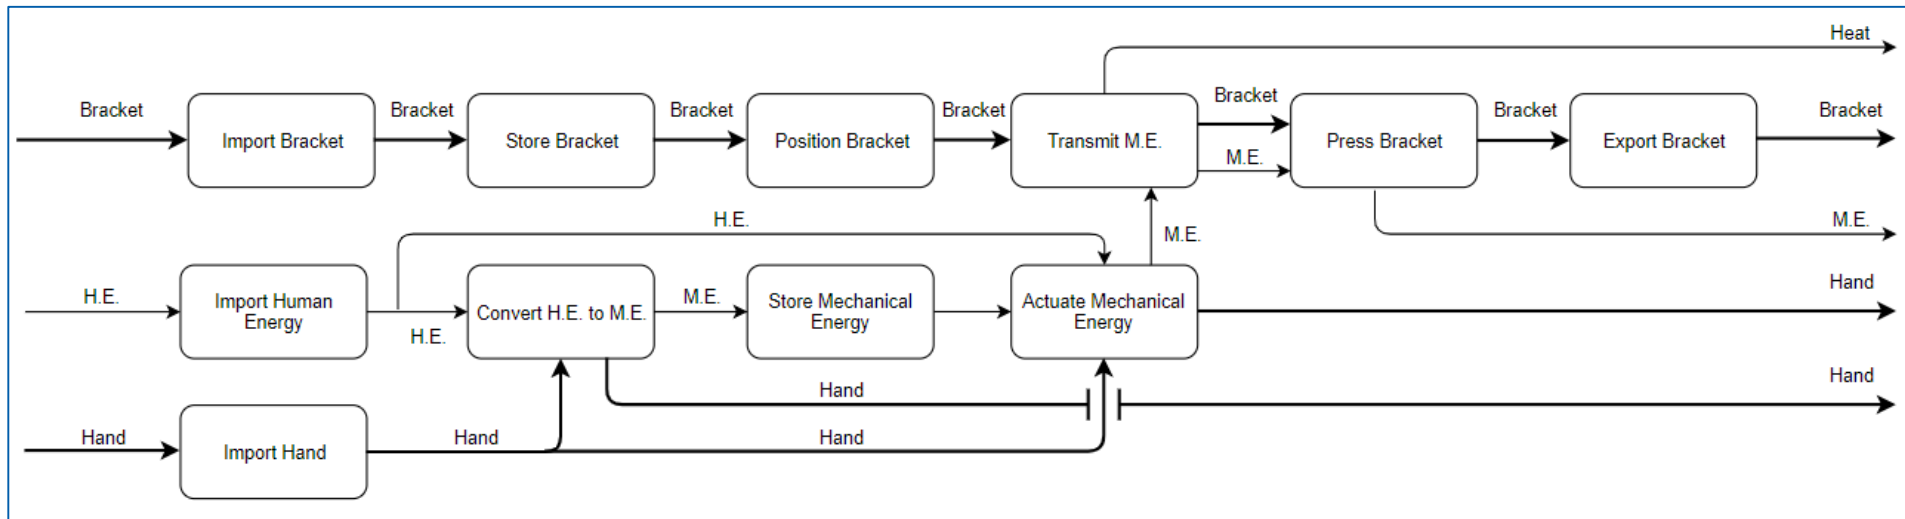 Heat
Bracket
Bracket
Bracket
Bracket
Bracket
Bracket
Bracket
Import Bracket
Store Bracket
Position Bracket
Transmit M.E.
Press Bracket
Export Bracket
M.E.
H.E.
M.E.
M.E.
H.E.
Import Human
Energy
H.E.
Convert H.E. to M.E.
M.E.
Store Mechanical
Energy
Actuate Mechanical
Energy
Hand
Hand
Hand
Hand
Import Hand
Hand
Hand